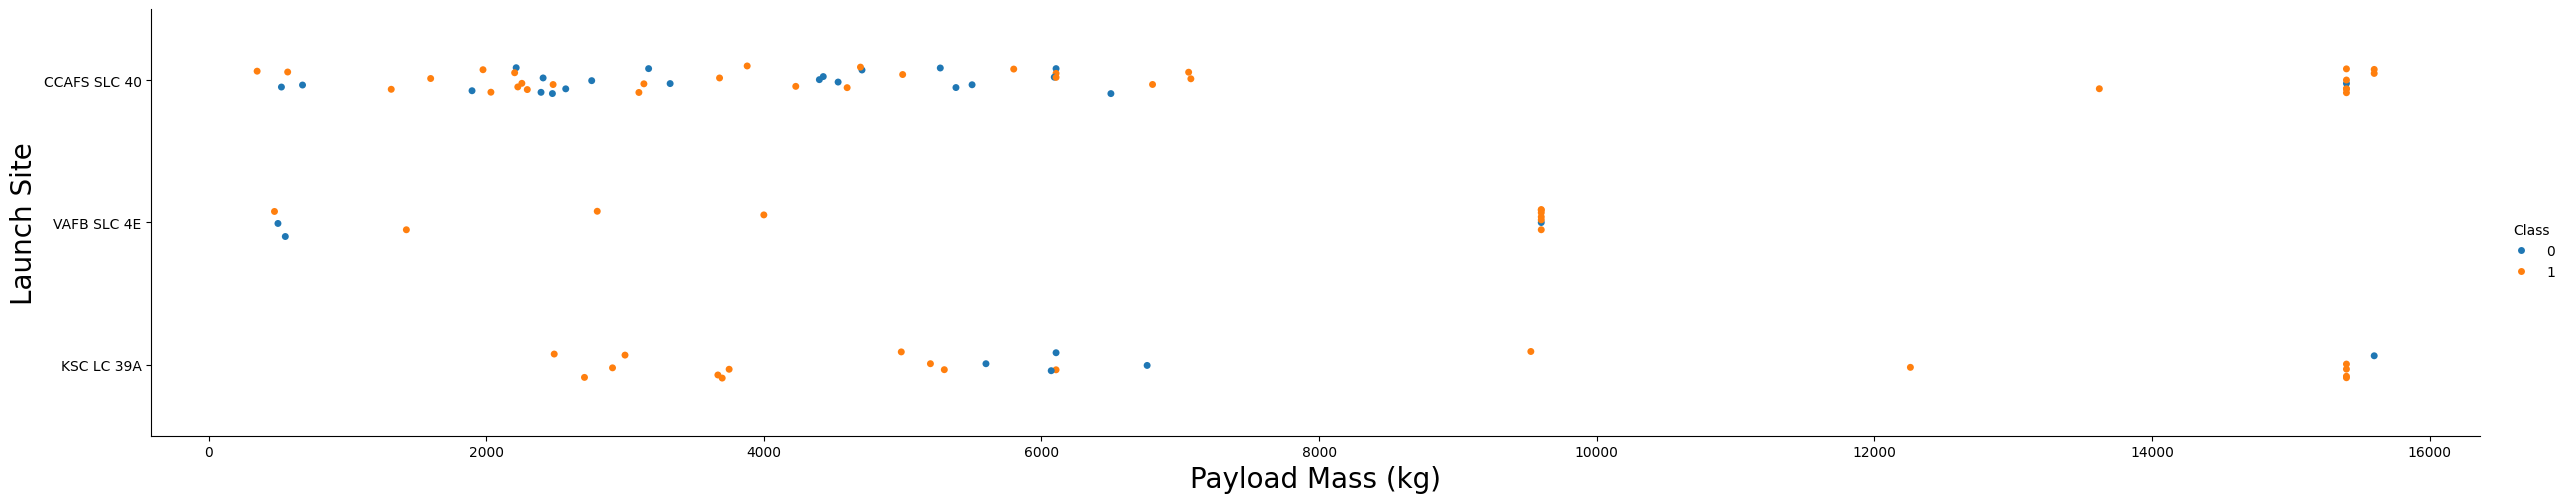 Launch Site
CCAFS SLC 40
VAFB SLC 4E
KSC LC 39A
0 2000 4000 6000 8000 10000 12000 14000 16000
Payload Mass (kg)
Class
0
1